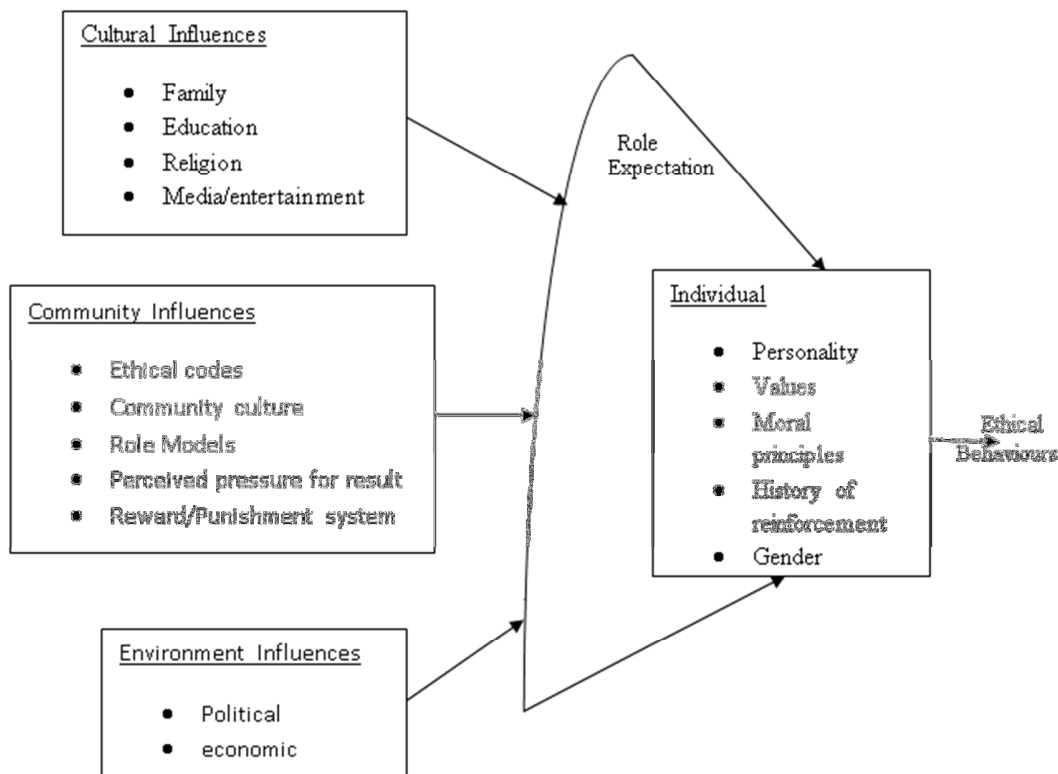 Cultural Influences
• Family
• Education
• Religion
• Media/entertainment
Role
Expectation
Community Influences
• Ethical codes
• Community culture
• Role Models
• Perceived pressure for result
• Reward/Punishment system
Individual
• Personality
• Values
• Moral
principles
• History of
reinforcement
• Gender
Ethical
Behaviours
Environment Influences
• Political
• economic